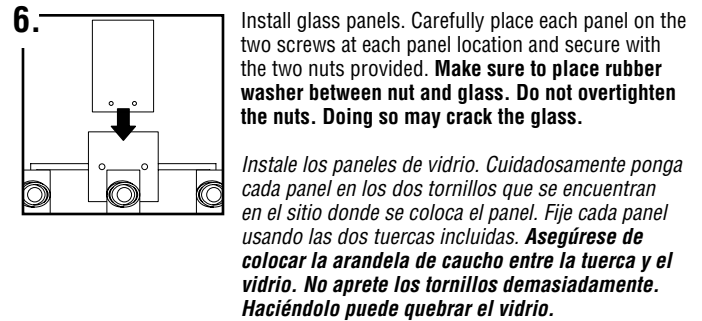 6.
Install glass panels. Carefully place each panel on the
two screws at each panel location and secure with
the two nuts provided. Make sure to place rubber
washer between nut and glass. Do not overtighten
the nuts. Doing so may crack the glass.
Instale los paneles de vidrio. Cuidadosamente ponga
cada panel en los dos tornillos que se encuentran
en el sitio donde se coloca el panel. Fije cada panel
usando las dos tuercas incluidas. Asegúrese de
colocar la arandela de caucho entre la tuerca y el
vidrio. No aprete los tornillos demasiadamente.
Haciéndolo puede quebrar el vidrio.